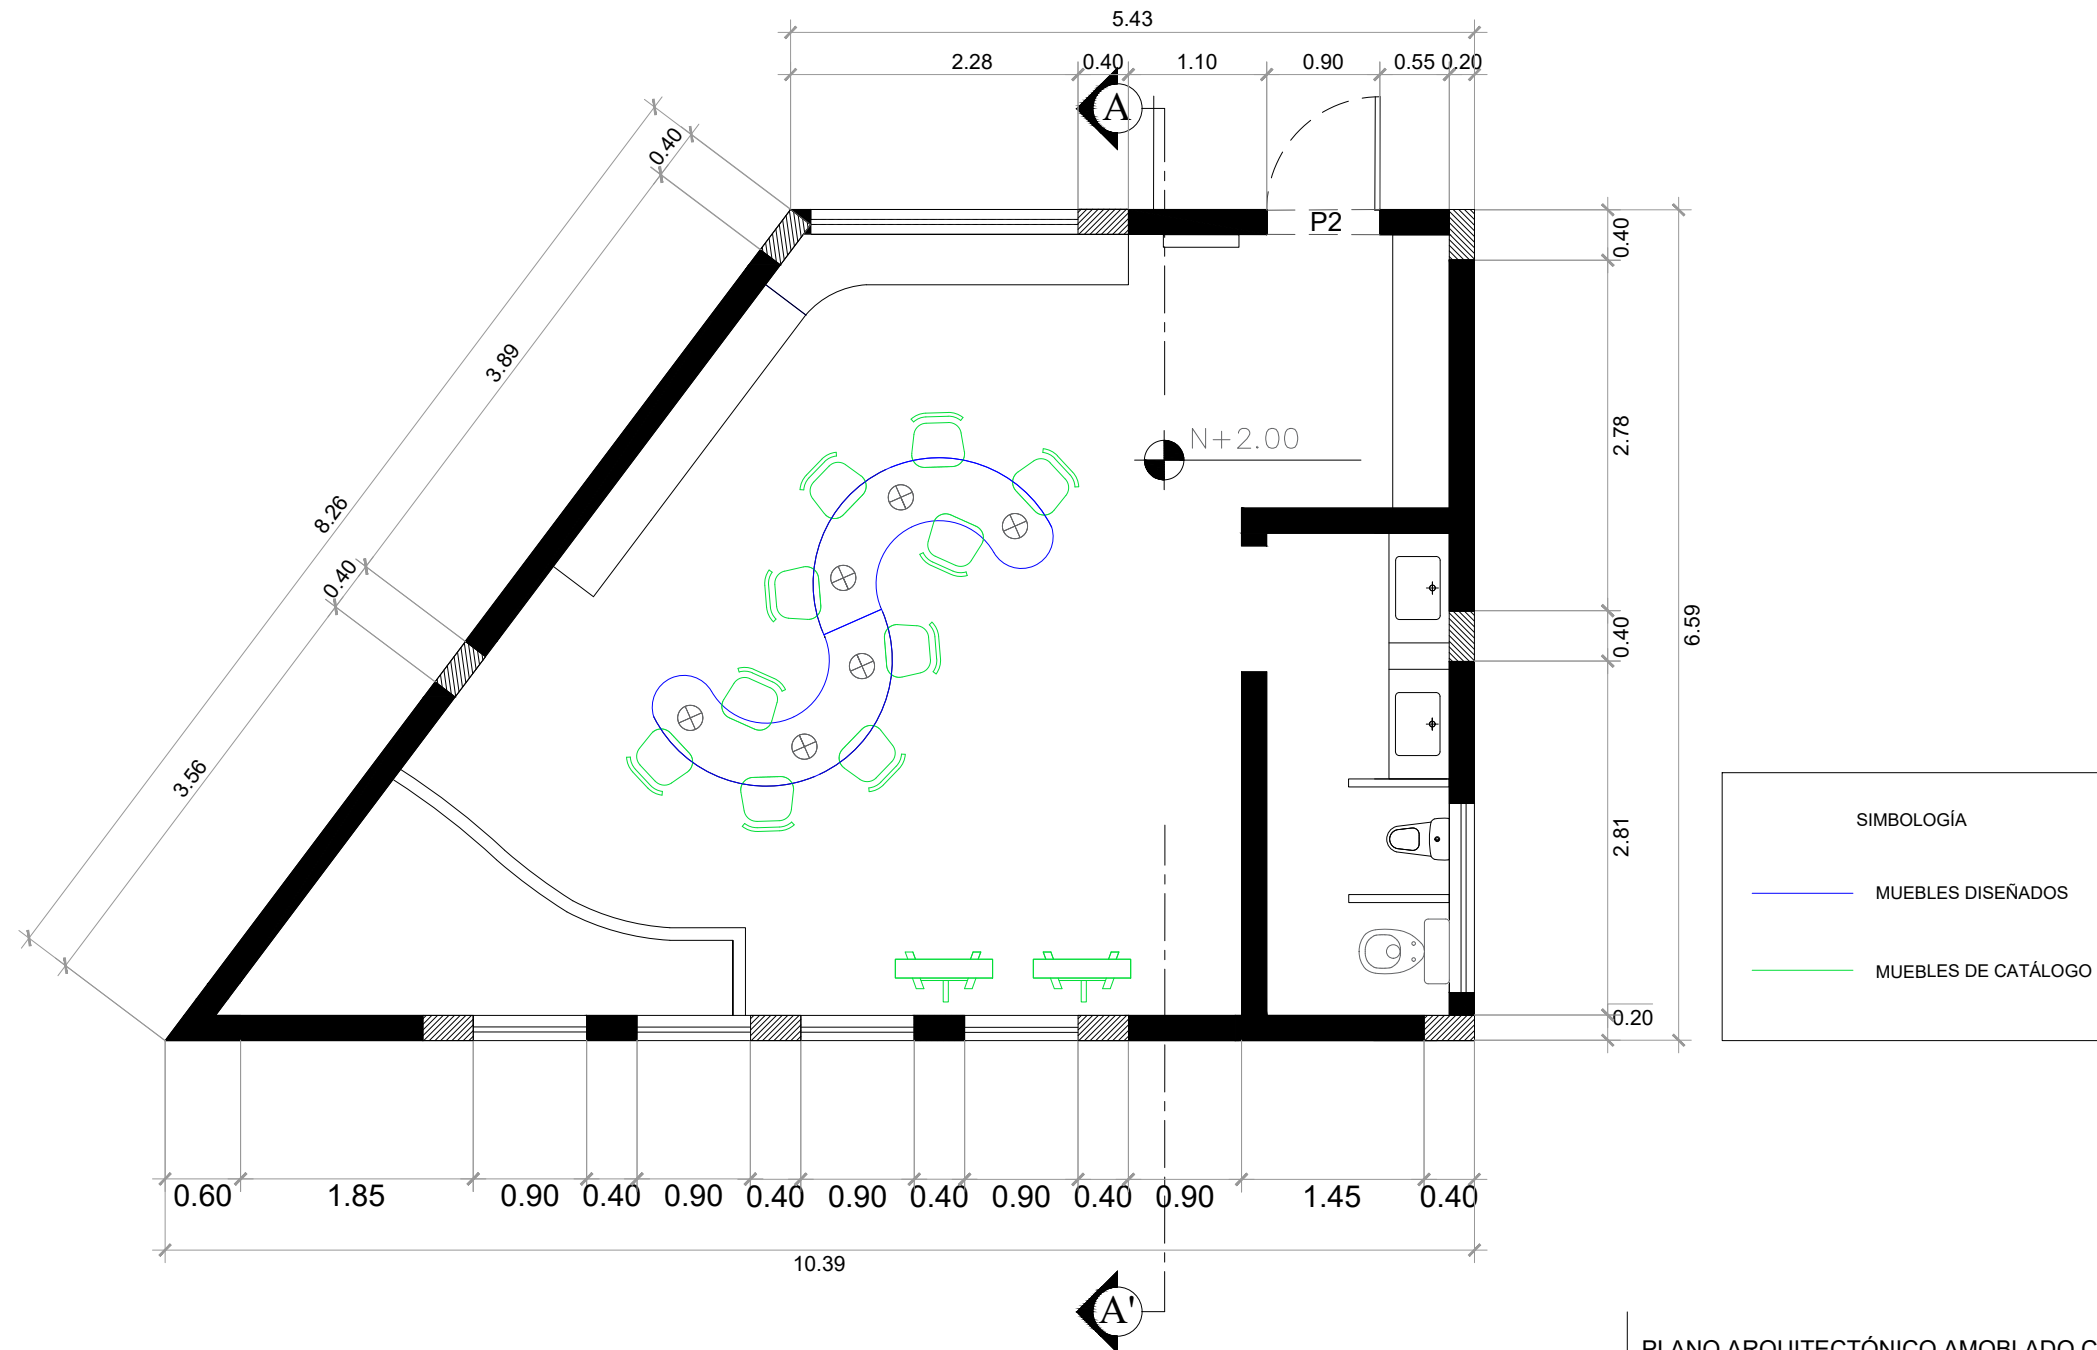 5.43
2.28 0.40 1.10 0.90 0.55 0.20
A
0.40
P2
0.40
3.89
2.78
N+2.00
8.26
0.40
0.40
6.59
3.56
2.81
SIMBOLOGÍA
MUEBLES DISEÑADOS
MUEBLES DE CATÁLOGO
0.20
0.60 1.85 0.90 0.40 0.90 0.40 0.90 0.40 0.90 0.40 0.90 1.45 0.40
10.39
A'
PLANO ARQUITECTÓNICO AMOBLADO C